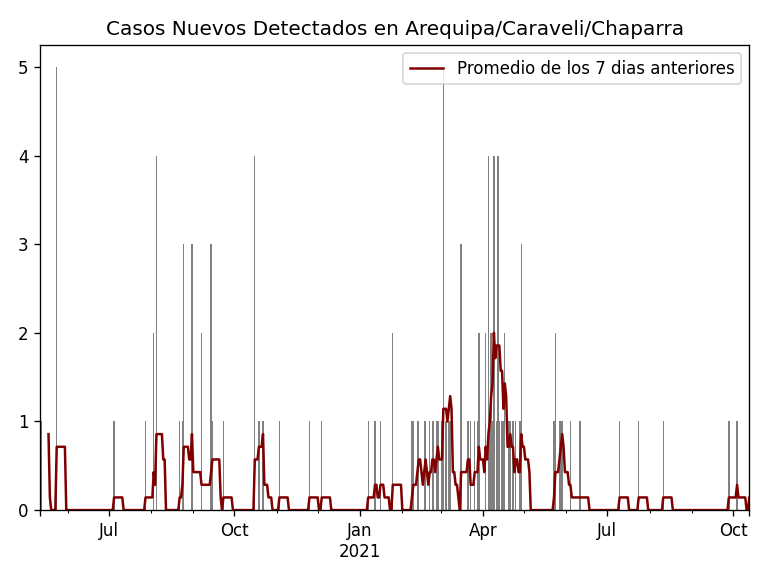 Casos Nuevos Detectados en Arequipa/Caraveli/Chaparra
Promedio de los 7 dias anteriores
5
4
3
2
1
0
Jul Oct Jan Apr Jul Oct
2021